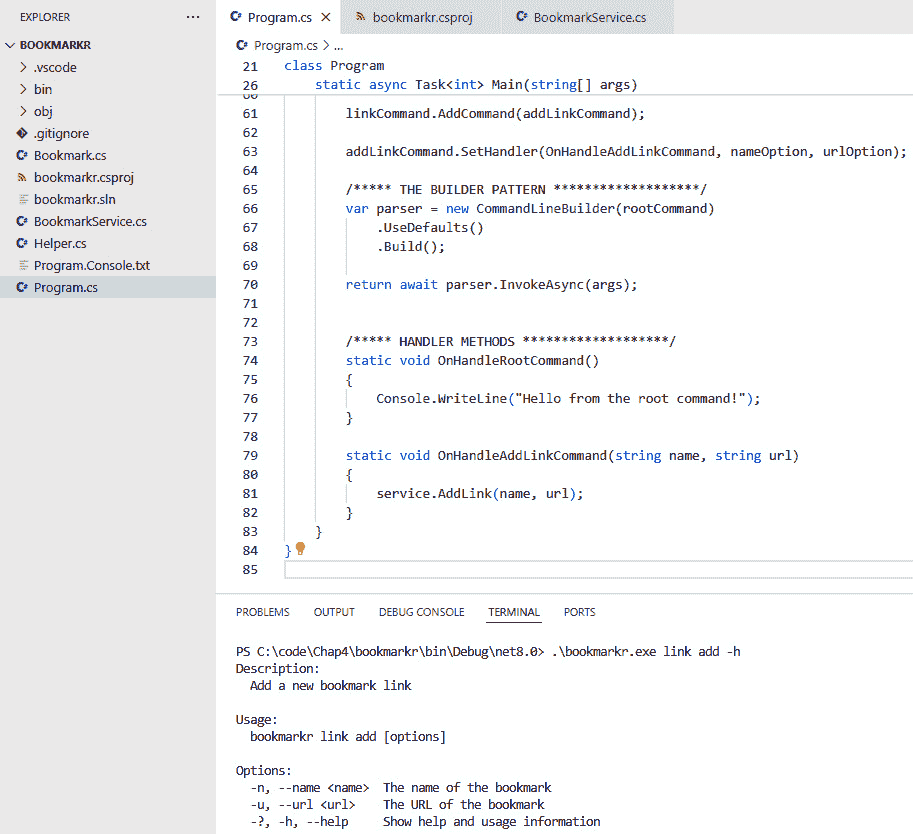 EXPLORER ...
BOOKMARKR
.vscode
bin
obj
.gitignore
Bookmark.cs
bookmarkr.csproj
bookmarkr.sln
BookmarkService.cs
Helper.cs
Program.Console.txt
Program.cs
Program.cs bookmarkr.csproj BookmarkService.cs
Program.cs > ...
21 class Program
26 static async Task<int> Main(string[] args)
60
61 linkCommand.AddCommand(addLinkCommand);
62
63 addLinkCommand.SetHandler(OnHandleAddLinkCommand, nameOption, urlOption);
64
65 /***** THE BUILDER PATTERN *******************/
66 var parser = new CommandLineBuilder(rootCommand)
67 .UseDefaults()
68 .Build();
69
70 return await parser.InvokeAsync(args);
71
72
73 /***** HANDLER METHODS *******************/
74 static void OnHandleRootCommand()
75 {
76 Console.WriteLine("Hello from the root command!");
77 }
78
79 static void OnHandleAddLinkCommand(string name, string url)
80 {
81 service.AddLink(name, url);
82 }
83 }
84 }
85
PROBLEMS OUTPUT DEBUG CONSOLE TERMINAL PORTS
PS C:\code\Chap4\bookmarkr\bin\Debug\net8.0> .\bookmarkr.exe link add -h
Description:
Add a new bookmark link
Usage:
bookmarkr link add [options]
Options:
-n, --name <name> The name of the bookmark
-u, --url <url> The URL of the bookmark
-?, -h, --help Show help and usage information